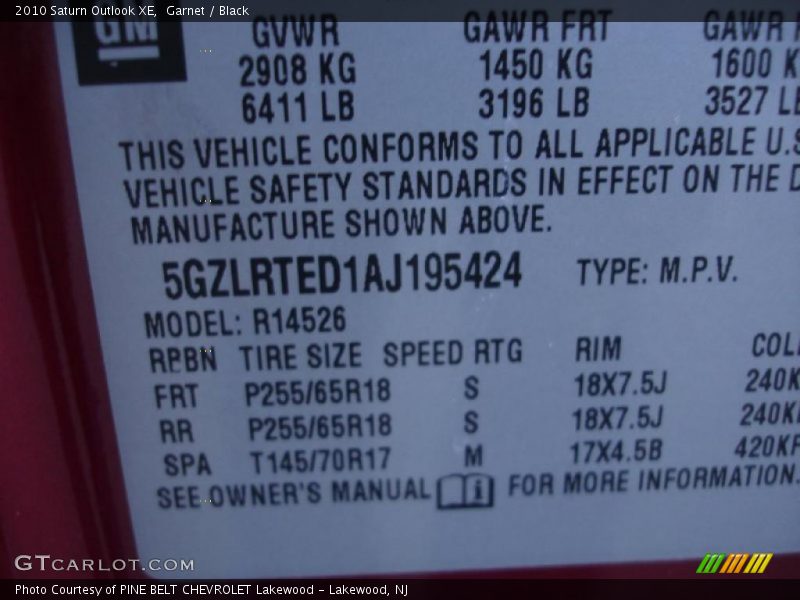 2010 Saturn Outlook XE, Garnet / Black
GM
GVWR GAWR FRT GAWR
2908 KG 1450 KG 1600 K
6411 LB 3196 LB 3527 LB
THIS VEHICLE CONFORMS TO ALL APPLICABLE U.S
VEHICLE SAFETY STANDARDS IN EFFECT ON THE D
MANUFACTURE SHOWN ABOVE.
5GZLRTED1AJ195424 TYPE: M.P.V.
MODEL: R14526
RPBN TIRE SIZE SPEED RTG RIM COL
FRT P255/65R18 S 18X7.5J 240K
RR P255/65R18 S 18X7.5J 240K
SPA T145/70R17 M 17X4.5B 420KP
SEE OWNER'S MANUAL i FOR MORE INFORMATION.
GTCARLOT.COM
Photo Courtesy of PINE BELT CHEVROLET Lakewood - Lakewood, NJ